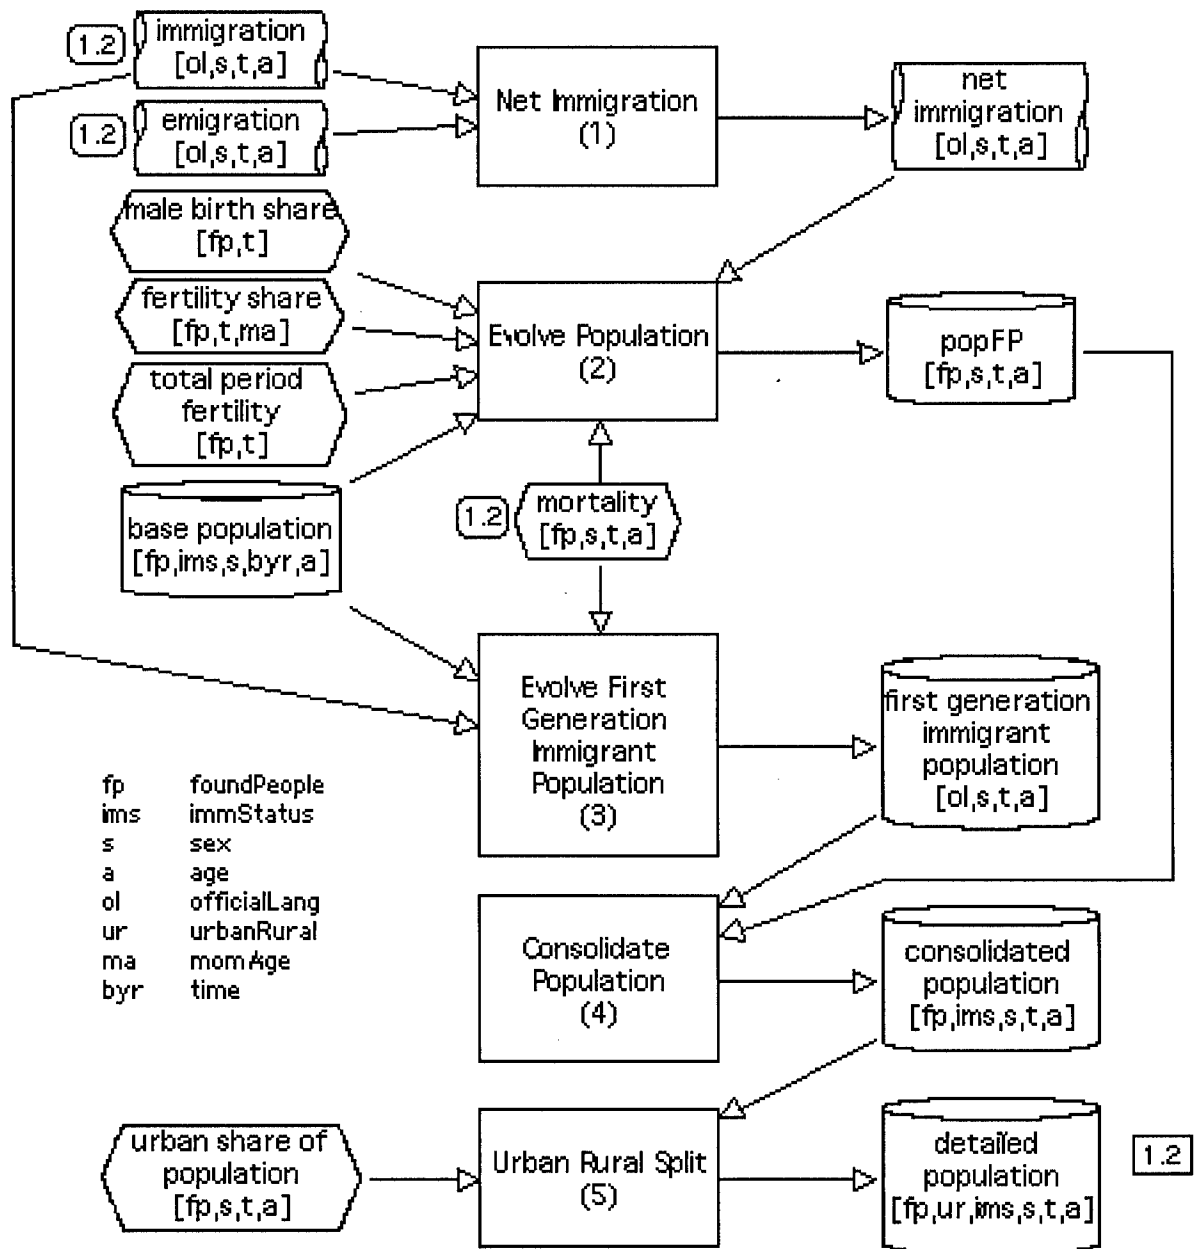 1.2
immigration
[ol,s,t,a]
1.2
emigration
[ol,s,t,a]
Net Immigration
(1)
net
immigration
[ol,s,t,a]
male birth share
[fp,t]
fertility share
[fp,t,ma]
total period
fertility
[fp,t]
base population
[fp,ims,s,byr,a]
Evolve Population
(2)
popFP
[fp,s,t,a]
1.2
mortality
[fp,s,t,a]
Evolve First
Generation
Immigrant
Population
(3)
first generation
immigrant
population
[ol,s,t,a]
fp foundPeople
ims immStatus
s sex
a age
ol officialLang
ur urbanRural
ma momAge
byr time
Consolidate
Population
(4)
consolidated
population
[fp,ims,s,t,a]
urban share of
population
[fp,s,t,a]
Urban Rural Split
(5)
detailed
population
[fp,ur,ims,s,t,a]
1.2